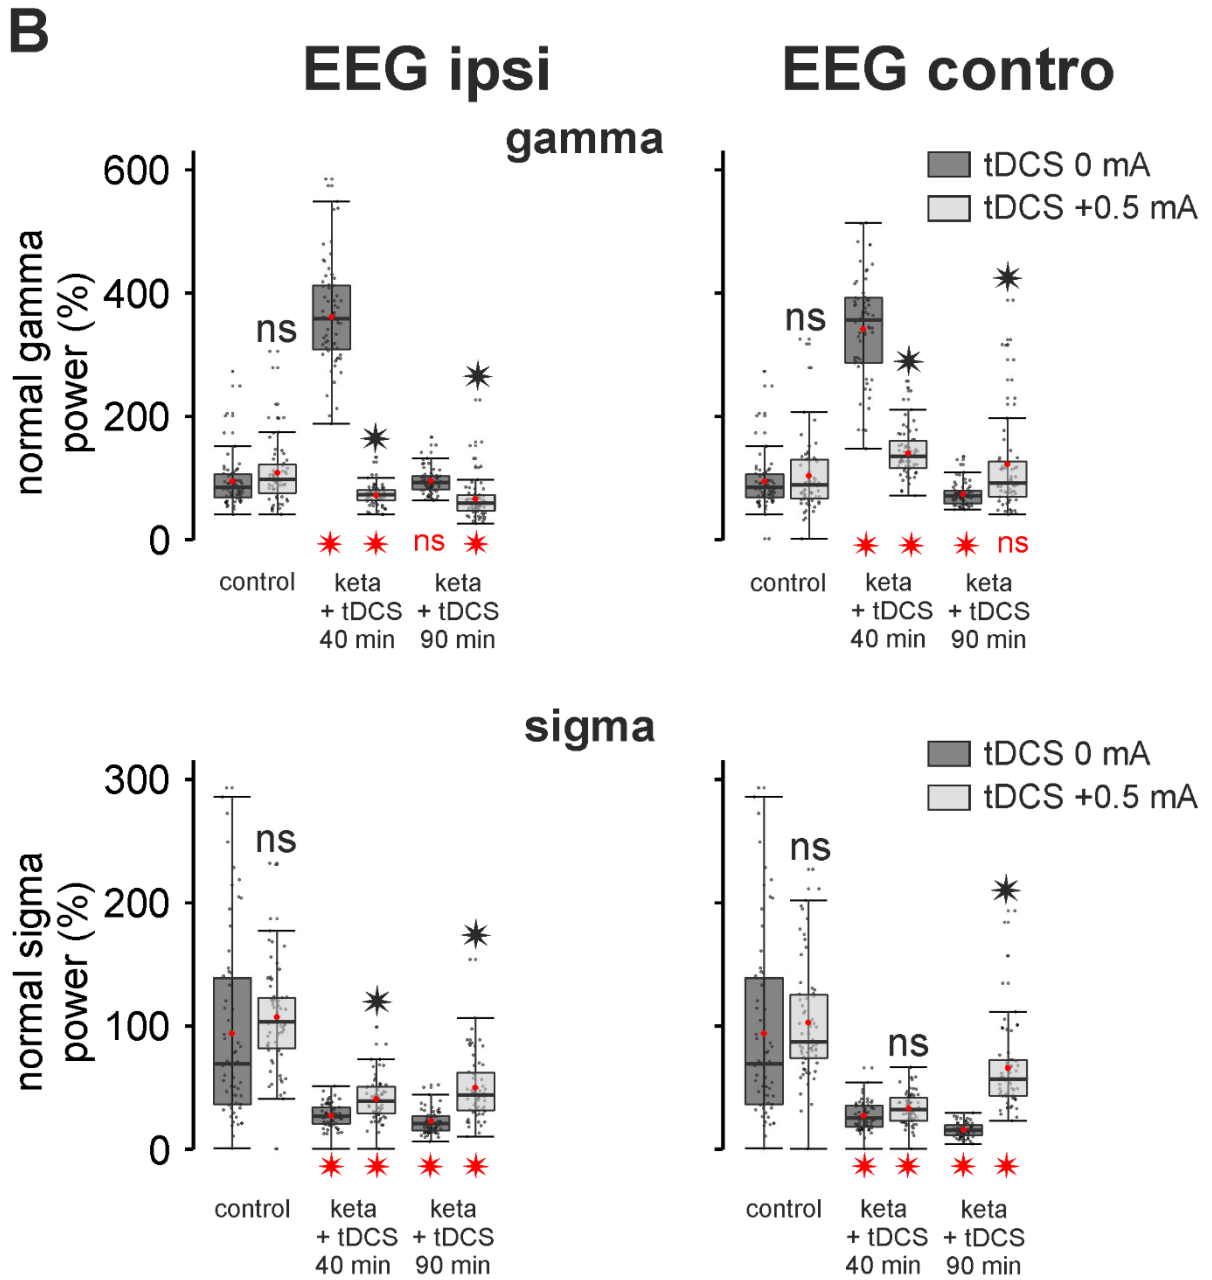 B
EEG ipsi
EEG contro
gamma
tDCS 0 mA
tDCS +0.5 mA
normal gamma
power (%)
600
400
200
0
ns
ns
ns
ns
control
keta
+ tDCS
40 min
keta
+ tDCS
90 min
control
keta
+ tDCS
40 min
keta
+ tDCS
90 min
sigma
tDCS 0 mA
tDCS +0.5 mA
normal sigma
power (%)
300
200
100
0
ns
ns
ns
control
keta
+ tDCS
40 min
keta
+ tDCS
90 min
control
keta
+ tDCS
40 min
keta
+ tDCS
90 min